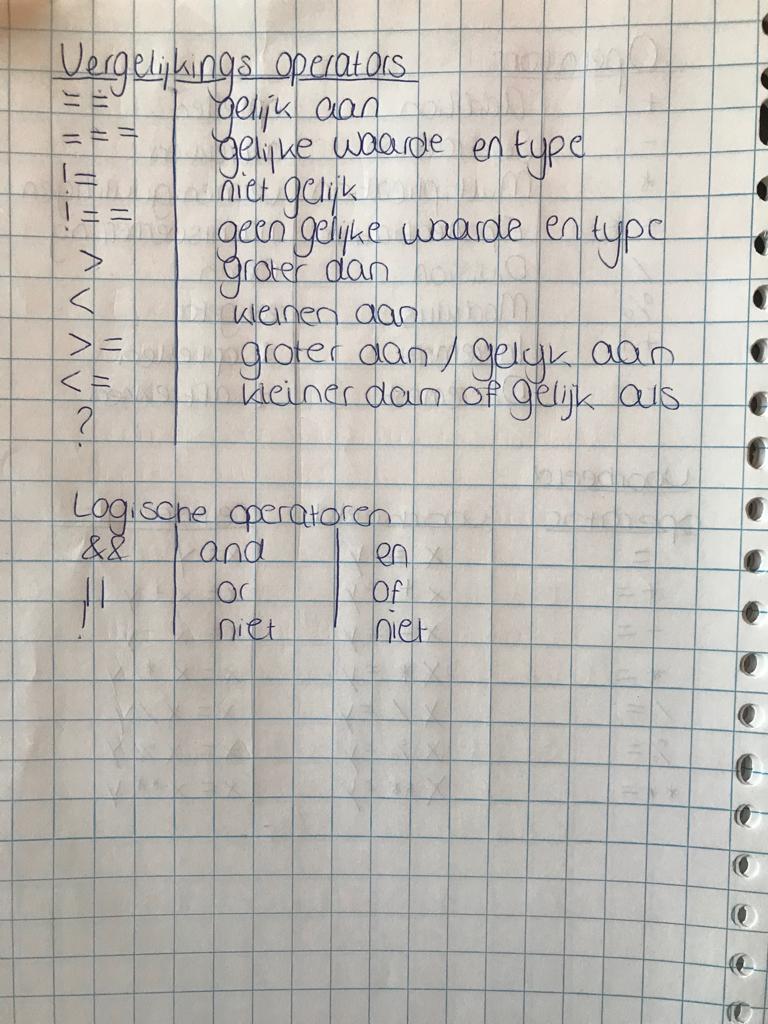 Vergelijkings operators
== gelijk aan
=== gelijke waarde en type
!= niet gelijk
!== geen gelijke waarde en type
> groter dan
< kleinen aan
>= groter dan / gelijk aan
<= kleiner dan of gelijk als
?
Logische operatoren
&& and en
|| or of
! niet niet